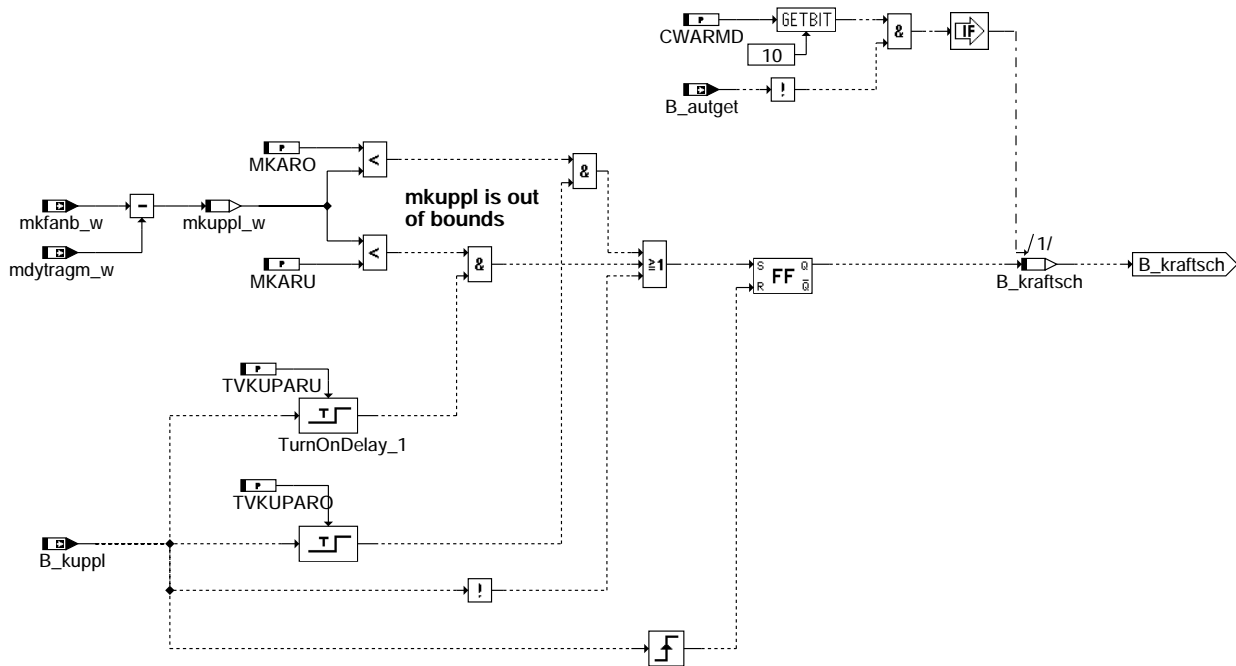 P
CWARMD
GETBIT
10
&
IF
B_autget
!
P
MKARO
<
&
mkfanb_w
-
mkuppl_w
mkuppl is out
of bounds
mdytragm_w
P
MKARU
<
&
≧1
S Q
FF
R Q̅
/1/
B_kraftsch
B_kraftsch
P
TVKUPARU
T
TurnOnDelay_1
P
TVKUPARO
T
B_kuppl
!